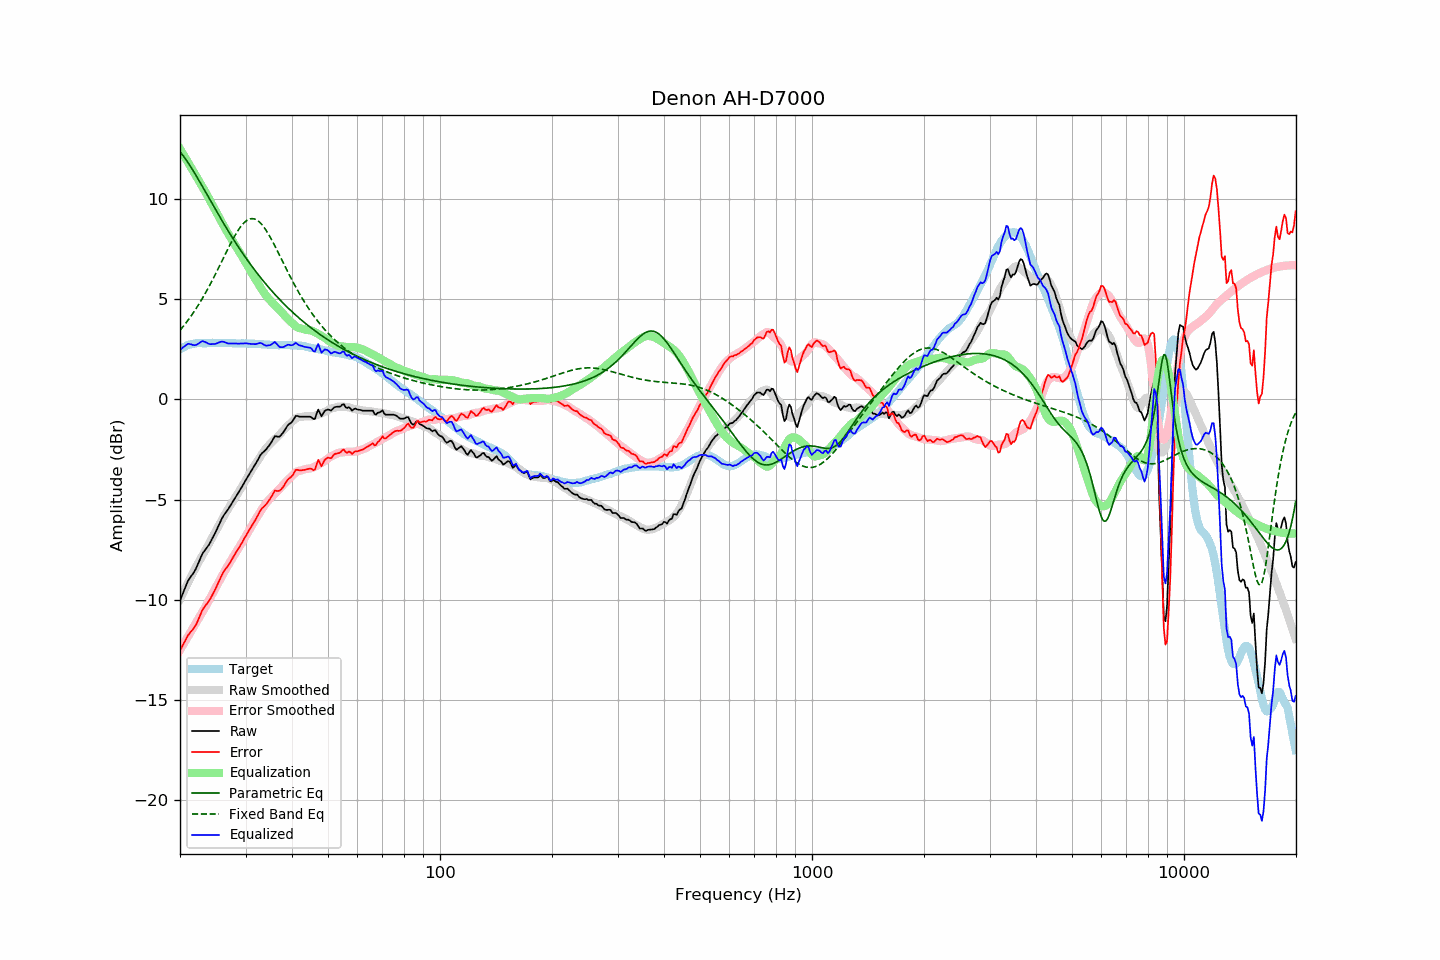 Denon AH-D7000
Amplitude (dBr)
10
5
0
−5
−10
−15
−20
Target
Raw Smoothed
Error Smoothed
Raw
Error
Equalization
Parametric Eq
Fixed Band Eq
Equalized
100
1000
10000
Frequency (Hz)